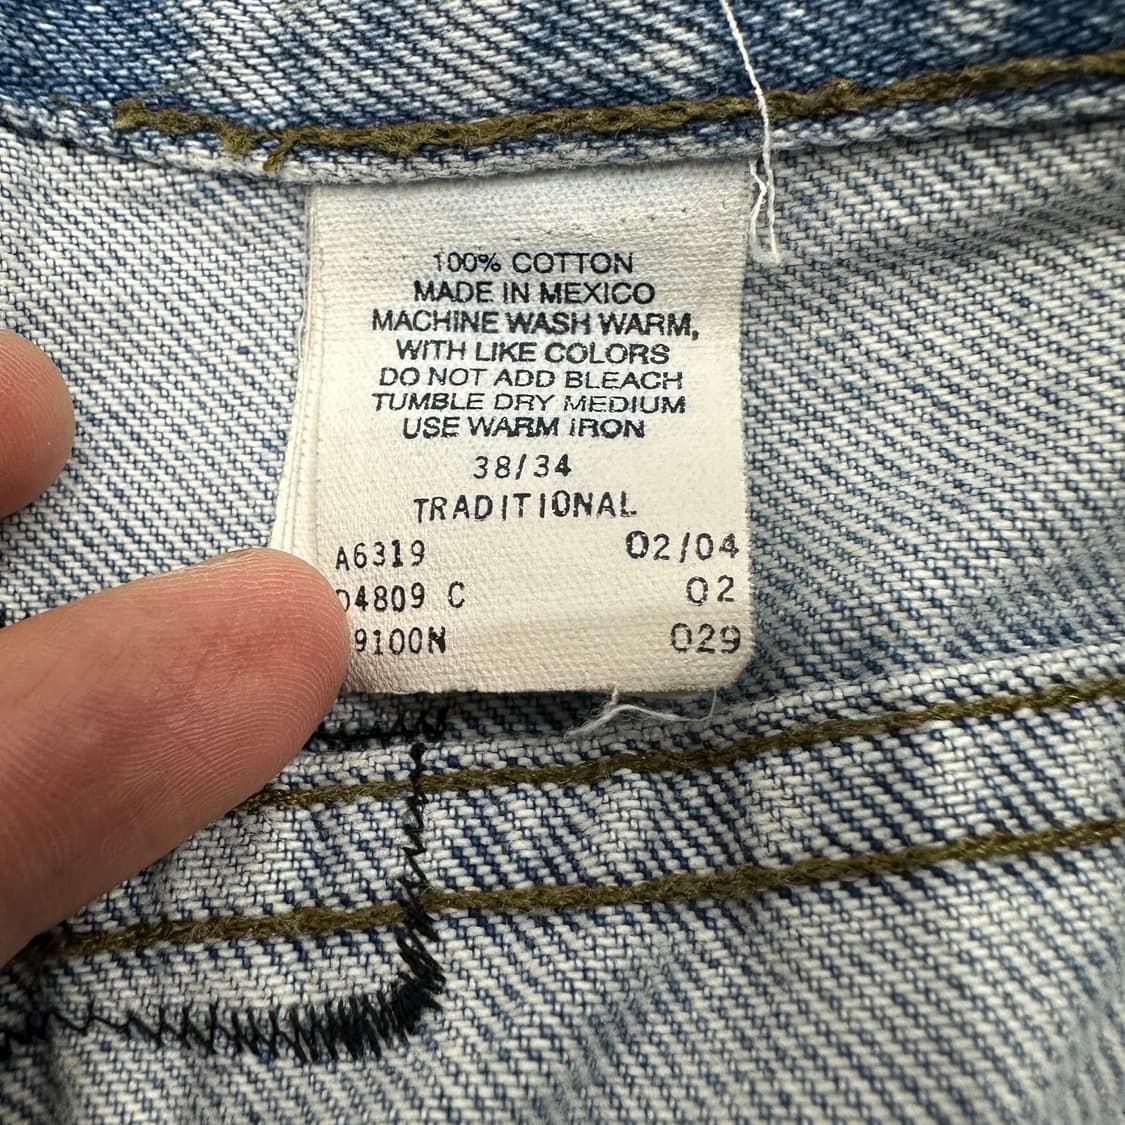 100% COTTON
MADE IN MEXICO
MACHINE WASH WARM,
WITH LIKE COLORS
DO NOT ADD BLEACH
TUMBLE DRY MEDIUM
USE WARM IRON
38/34
TRADITIONAL
A6319 02/04
4809 C 02
9100N 029